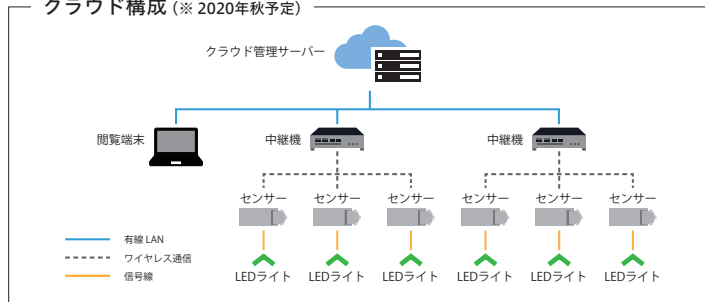 クラウド構成(※ 2020年秋予定)
クラウド管理サーバー
閲覧端末 中継機 中継機
センサー センサー センサー センサー センサー センサー
有線 LAN
ワイヤレス通信
信号線
LEDライト LEDライト LEDライト LEDライト LEDライト LEDライト